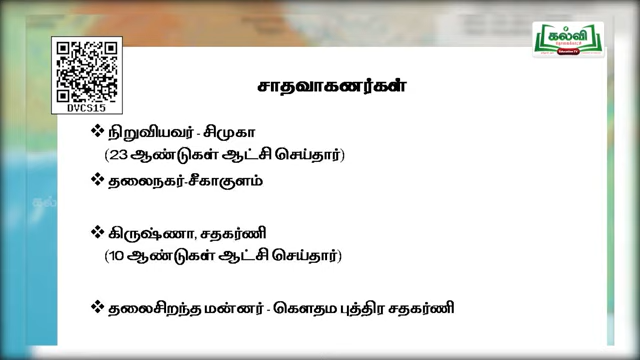 கல்வி
DVCS15
சாதவாகனர்கள்
❖ நிறுவியவர் - சிமுகா
(23 ஆண்டுகள் ஆட்சி செய்தார்)
❖ தலைநகர்-சீகாகுளம்
❖ கிருஷ்ணா, சதகர்ணி
(10 ஆண்டுகள் ஆட்சி செய்தார்)
❖ தலைசிறந்த மன்னர் - கௌதம புத்திர சதகர்ணி